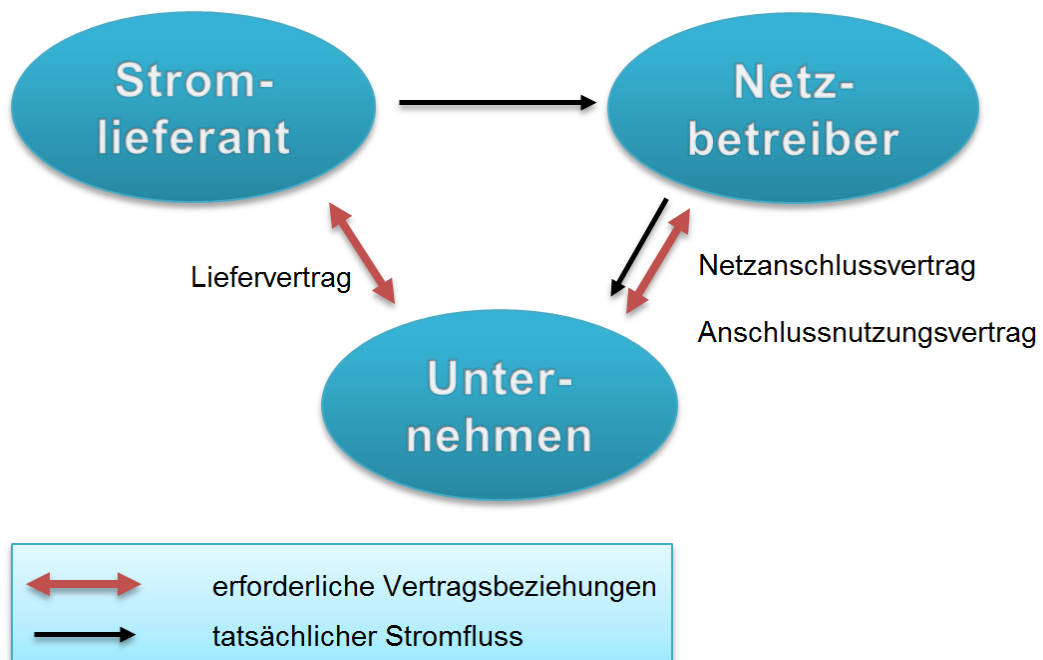 Strom-
lieferant
Netz-
betreiber
Liefervertrag
Netzanschlussvertrag
Anschlussnutzungsvertrag
Unter-
nehmen
erforderliche Vertragsbeziehungen
tatsächlicher Stromfluss